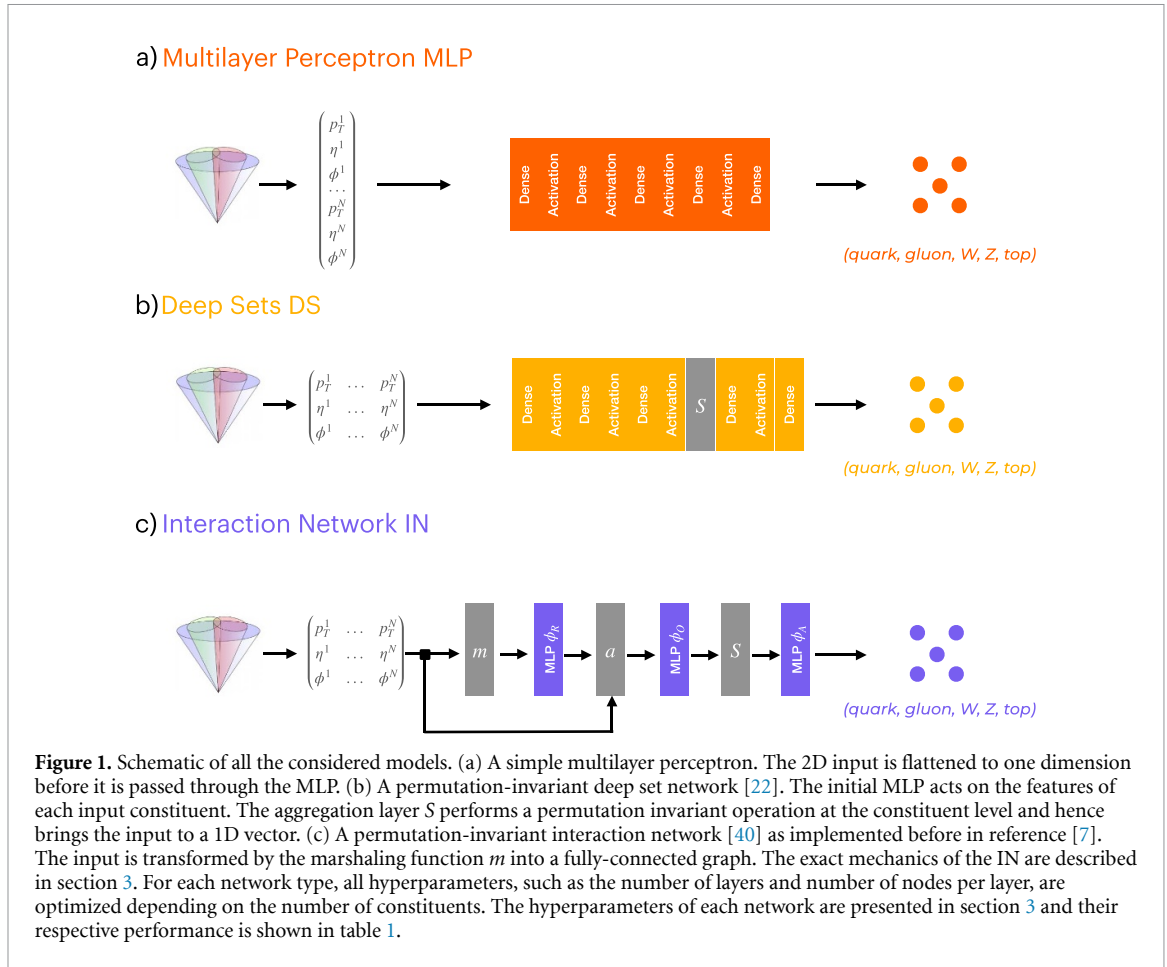 a) Multilayer Perceptron MLP
p_T^1
η^1
ϕ^1
...
p_T^N
η^N
ϕ^N
Dense Activation Dense Activation Dense Activation Dense Activation Dense
(quark, gluon, W, Z, top)
b) Deep Sets DS
p_T^1 ... p_T^N
η^1 ... η^N
ϕ^1 ... ϕ^N
Dense Activation Dense Activation Dense Activation S Dense Activation Dense
(quark, gluon, W, Z, top)
c) Interaction Network IN
p_T^1 ... p_T^N
η^1 ... η^N
ϕ^1 ... ϕ^N
m MLP ϕ_R a MLP ϕ_O S MLP ϕ_A
(quark, gluon, W, Z, top)
Figure 1. Schematic of all the considered models. (a) A simple multilayer perceptron. The 2D input is flattened to one dimension
before it is passed through the MLP. (b) A permutation-invariant deep set network [22]. The initial MLP acts on the features of
each input constituent. The aggregation layer S performs a permutation invariant operation at the constituent level and hence
brings the input to a 1D vector. (c) A permutation-invariant interaction network [40] as implemented before in reference [7].
The input is transformed by the marshaling function m into a fully-connected graph. The exact mechanics of the IN are described
in section 3. For each network type, all hyperparameters, such as the number of layers and number of nodes per layer, are
optimized depending on the number of constituents. The hyperparameters of each network are presented in section 3 and their
respective performance is shown in table 1.